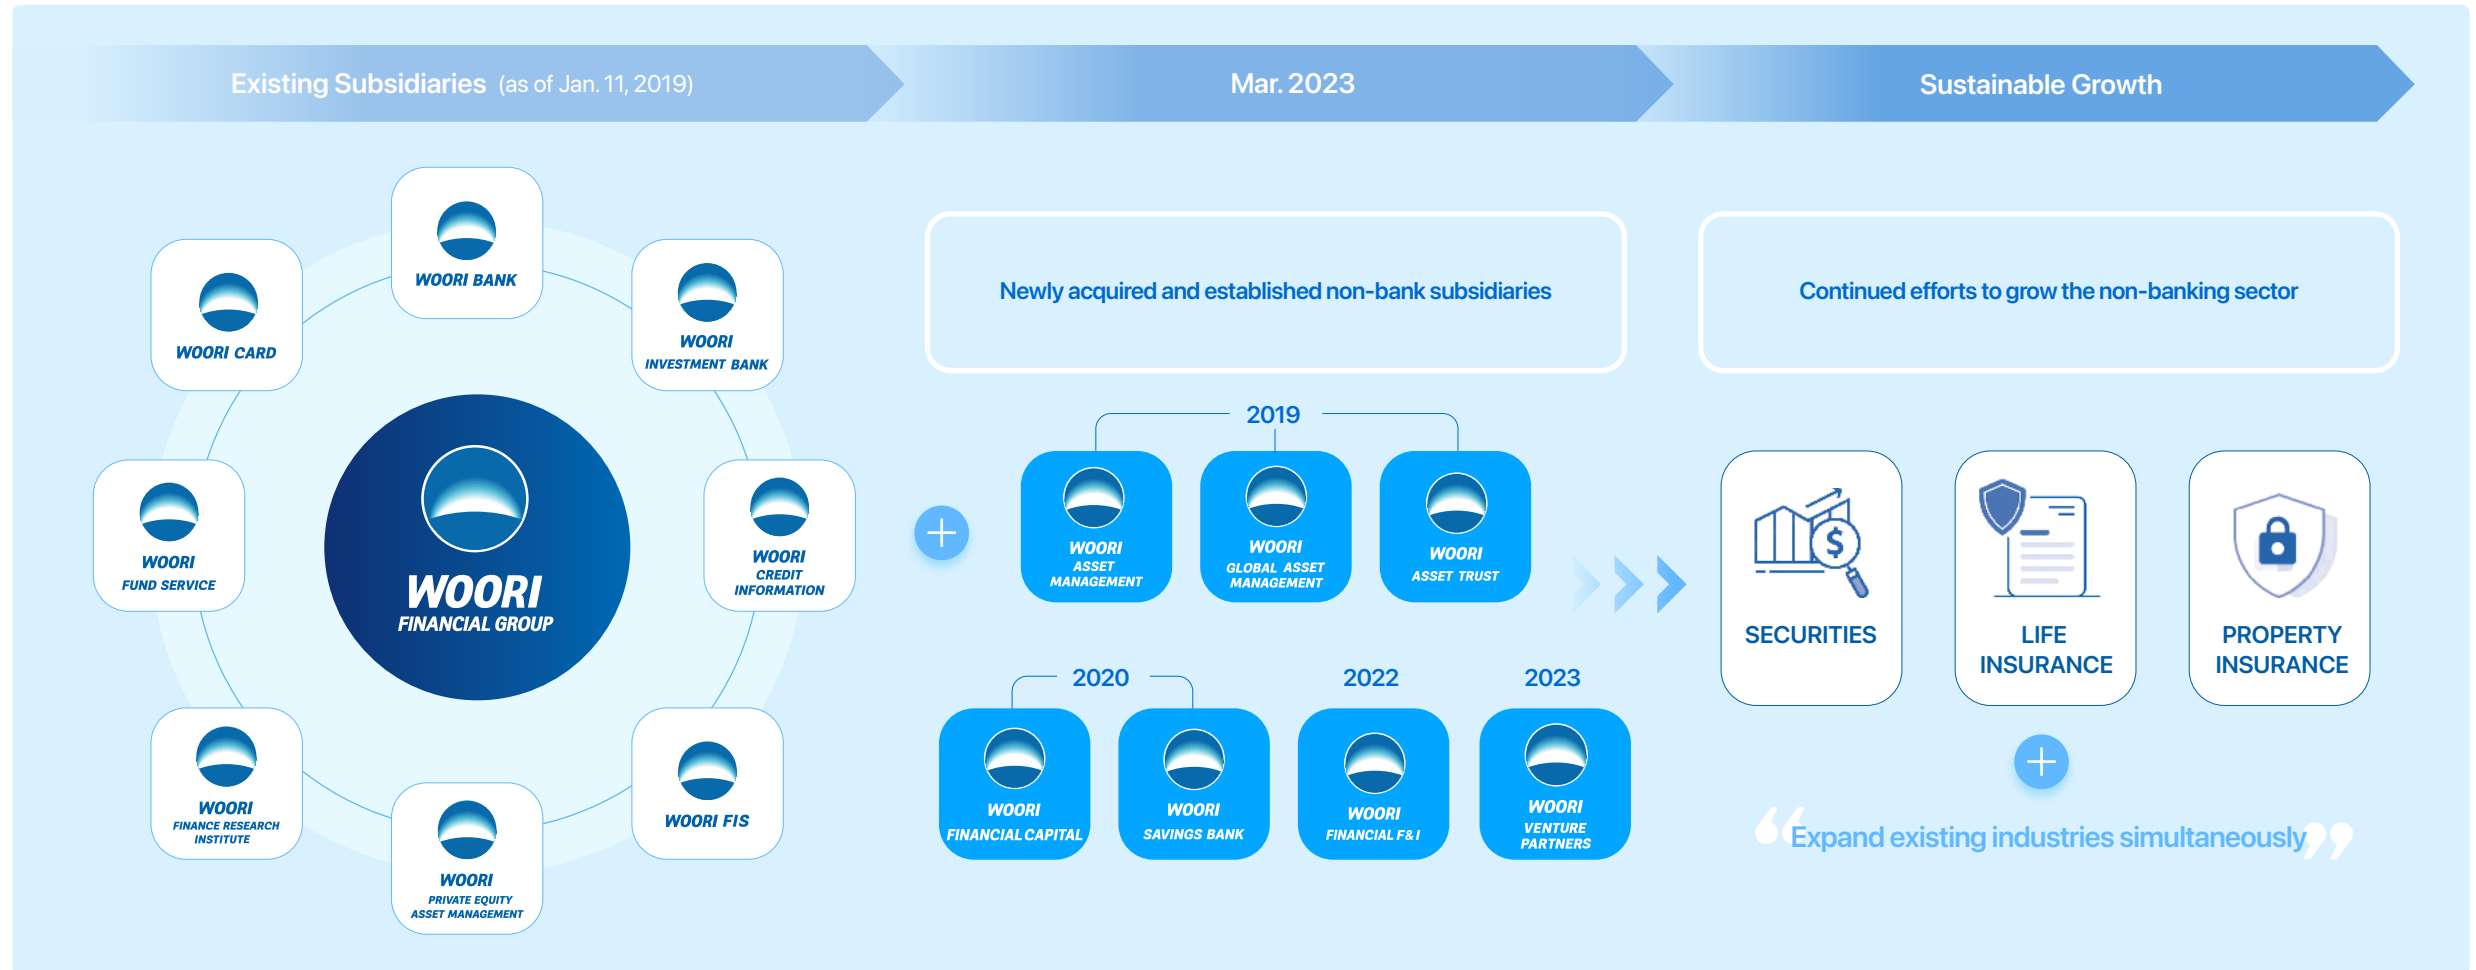 Existing Subsidiaries (as of Jan. 11, 2019)
Mar. 2023
Sustainable Growth
WOORI BANK
WOORI CARD
WOORI
INVESTMENT BANK
WOORI
FUND SERVICE
WOORI
FINANCIAL GROUP
WOORI
CREDIT
INFORMATION
WOORI
FINANCE RESEARCH
INSTITUTE
WOORI FIS
WOORI
PRIVATE EQUITY
ASSET MANAGEMENT
Newly acquired and established non-bank subsidiaries
2019
WOORI
ASSET
MANAGEMENT
WOORI
GLOBAL ASSET
MANAGEMENT
WOORI
ASSET TRUST
2020
2022
2023
WOORI
FINANCIAL CAPITAL
WOORI
SAVINGS BANK
WOORI
FINANCIAL F&I
WOORI
VENTURE
PARTNERS
Continued efforts to grow the non-banking sector
$
SECURITIES
LIFE
INSURANCE
PROPERTY
INSURANCE
“Expand existing industries simultaneously”